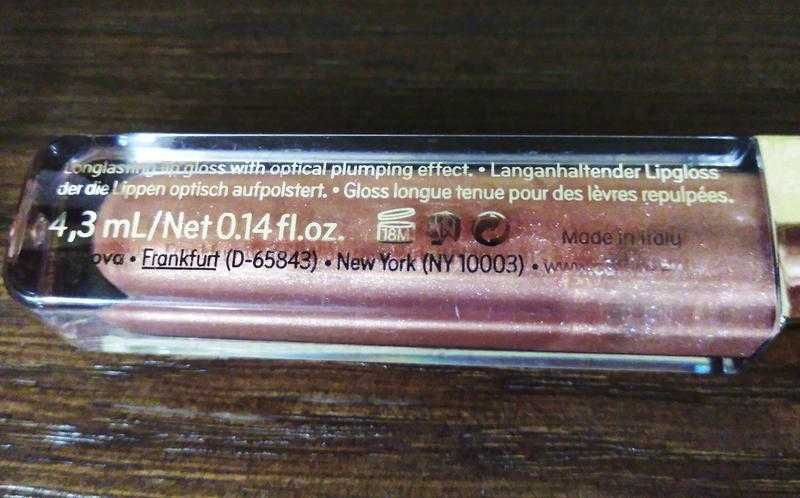 Longlasting lip gloss with optical plumping effect. • Langanhaltender Lipgloss
der die Lippen optisch aufpolstert. • Gloss longue tenue pour des lèvres repulpées.
4,3 mL/Net 0.14 fl.oz. 18M Made in Italy
ova • Frankfurt (D-65843) • New York (NY 10003) •